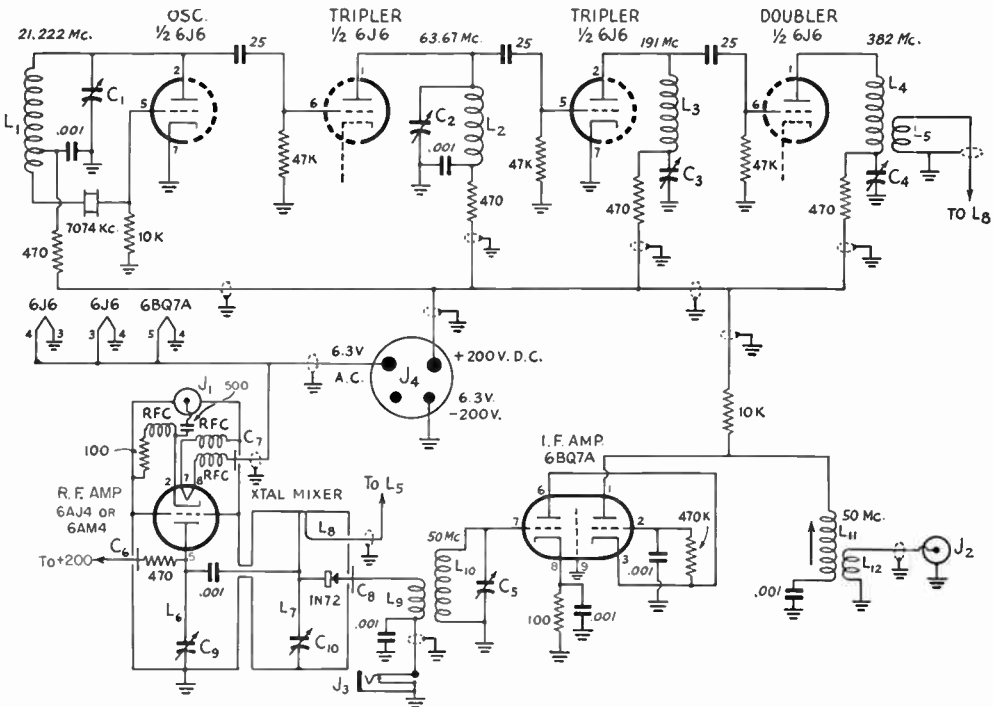 OSC.
½ 6J6
TRIPLER
½ 6J6
TRIPLER
½ 6J6
DOUBLER
½ 6J6
21.222 Mc.
25
63.67 Mc.
25
191 Mc
25
382 Mc.
L1
C1
.001
2
5
7
7074 Kc.
10K
470
47K
6
1
C2
L2
.001
470
47K
5
2
7
L3
C3
470
47K
6
1
L4
L5
C4
470
TO L8
6J6
4 3
6J6
3 4
6BQ7A
5 4
6.3V
A.C.
J4
+200V. D.C.
6.3V.
-200V.
10K
J1
500
RFC
RFC
RFC
C7
100
2 7 8
R.F. AMP
6AJ4 OR
6AM4
To+200
C6
470
5
.001
L6
C9
XTAL MIXER
L8
To L5
L7
1N72
C8
C10
L9
.001
J3
50 Mc.
L10
C5
I.F. AMP.
6BQ7A
6
1
7
2
8
9
3
470K
.001
100
.001
50 Mc.
L11
L12
.001
J2